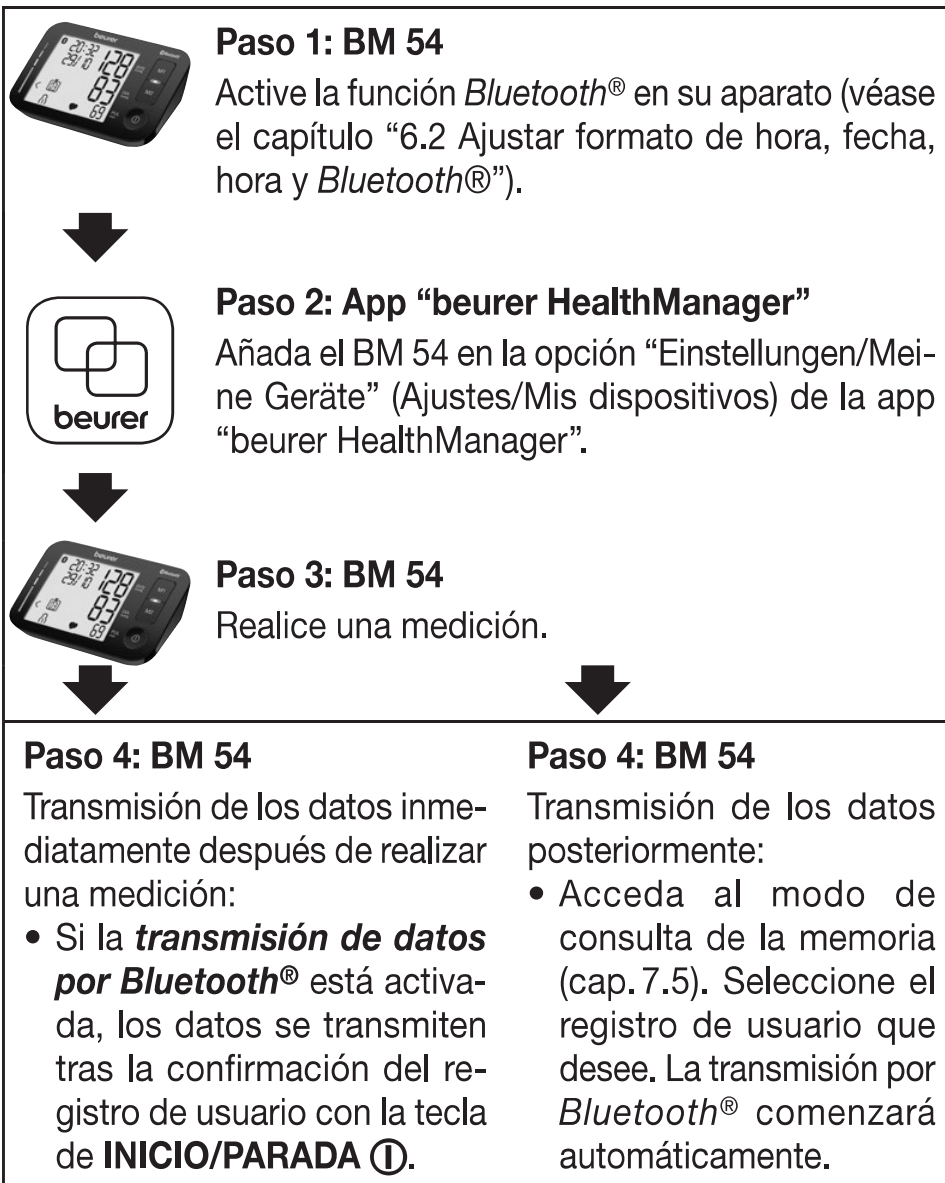 Paso 1: BM 54
Active la función Bluetooth® en su aparato (véase
el capítulo “6.2 Ajustar formato de hora, fecha,
hora y Bluetooth®”).
beurer
Paso 2: App “beurer HealthManager”
Añada el BM 54 en la opción “Einstellungen/Mei-
ne Geräte” (Ajustes/Mis dispositivos) de la app
“beurer HealthManager”.
Paso 3: BM 54
Realice una medición.
Paso 4: BM 54
Transmisión de los datos inme-
diatamente después de realizar
una medición:
• Si la transmisión de datos
por Bluetooth® está activa-
da, los datos se transmiten
tras la confirmación del re-
gistro de usuario con la tecla
de INICIO/PARADA
Paso 4: BM 54
Transmisión de los datos
posteriormente:
• Acceda al modo de
consulta de la memoria
(cap. 7.5). Seleccione el
registro de usuario que
desee. La transmisión por
Bluetooth® comenzará
automáticamente.